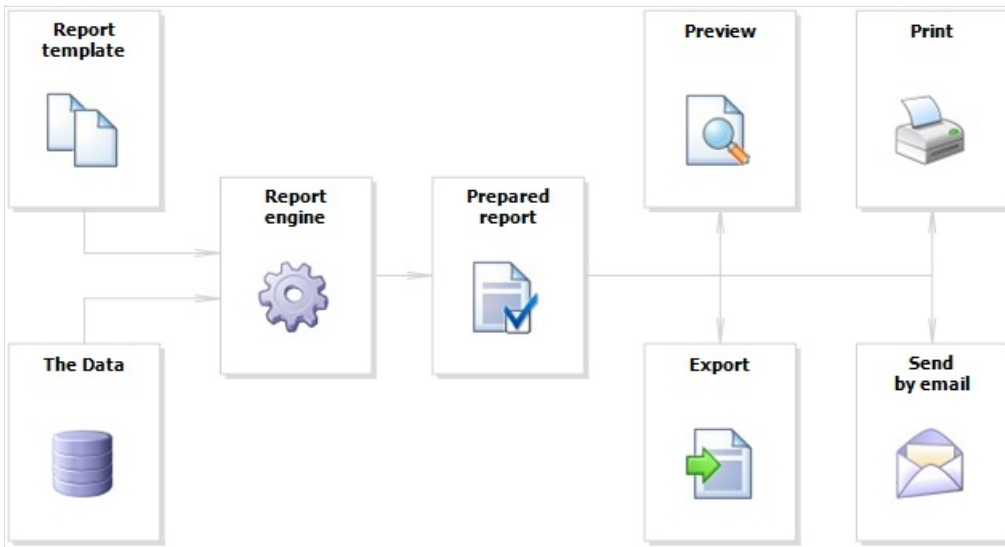 Report
template
Preview
Print
Report
engine
Prepared
report
The Data
Export
Send
by email